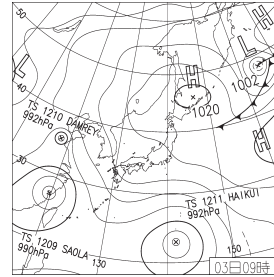 50
L
H
L
H
1002
40
1020
TS 1210 DAMREY
992hPa
H
30
TS 1211 HAIKUI
992hPa
TS 1209 SAOLA
990hPa
130
150
03日09時